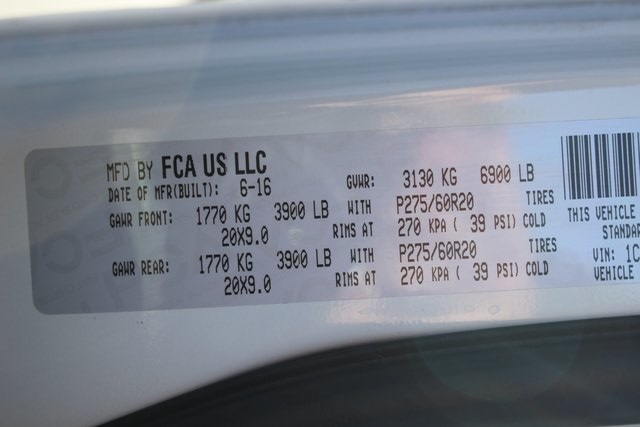 MFD BY FCA US LLC
DATE OF MFR(BUILT): 6-16 GVWR: 3130 KG 6900 LB
GAWR FRONT: 1770 KG 3900 LB WITH P275/60R20 TIRES
20X9.0 RIMS AT 270 KPA ( 39 PSI) COLD
GAWR REAR: 1770 KG 3900 LB WITH P275/60R20 TIRES
20X9.0 RIMS AT 270 KPA ( 39 PSI) COLD
THIS VEHICLE
STANDAR
VIN: 1C
VEHICLE